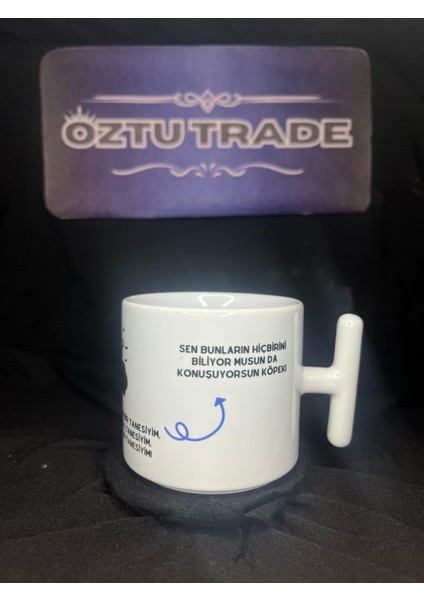 ÖZTU TRADE
SEN BUNLARIN HİÇBİRİNİ
BİLİYOR MUSUN DA
KONUŞUYORSUN KÖPEK!
TANESİYİM,
TANESİYİM,
TANESİYİM!